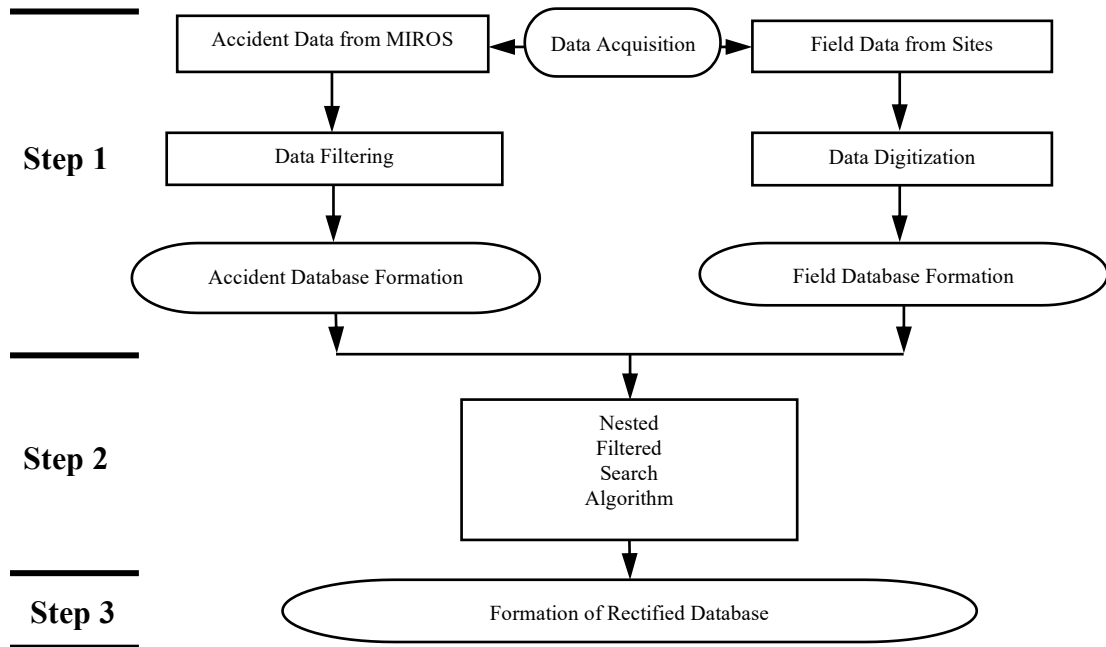 Accident Data from MIROS
Data Acquisition
Field Data from Sites
Step 1
Data Filtering
Data Digitization
Accident Database Formation
Field Database Formation
Step 2
Nested
Filtered
Search
Algorithm
Step 3
Formation of Rectified Database